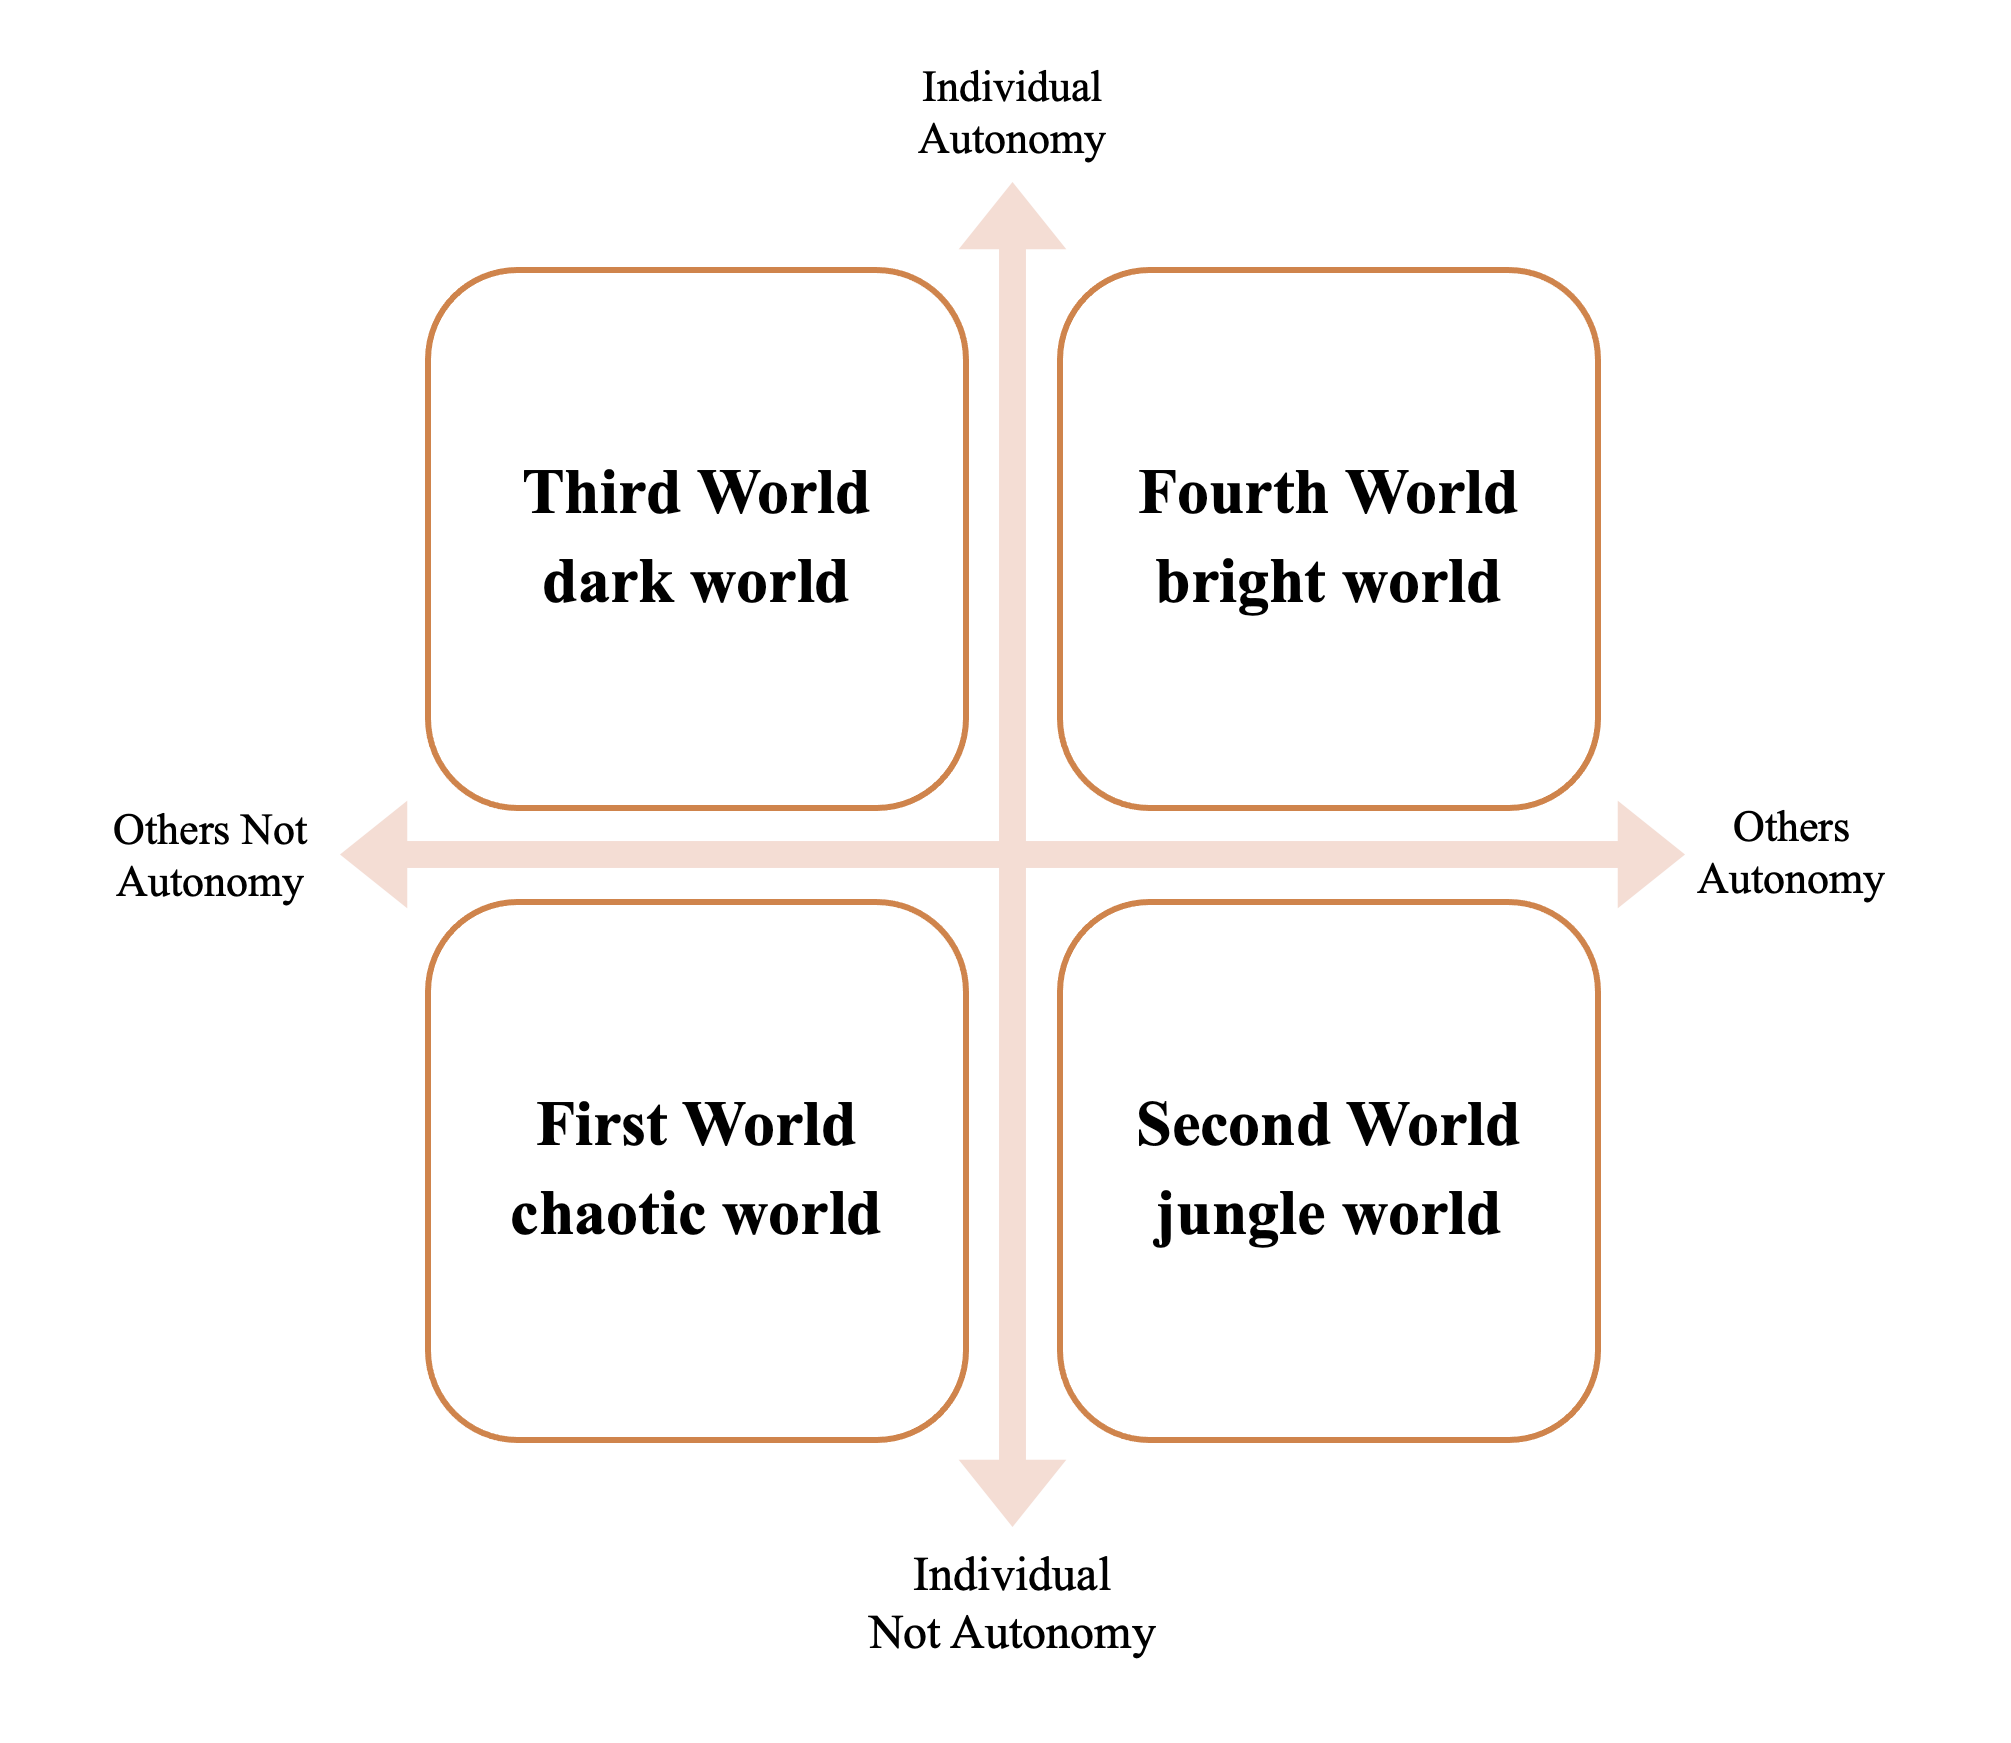 Individual
Autonomy
Third World
dark world
Fourth World
bright world
Others Not
Autonomy
Others
Autonomy
First World
chaotic world
Second World
jungle world
Individual
Not Autonomy